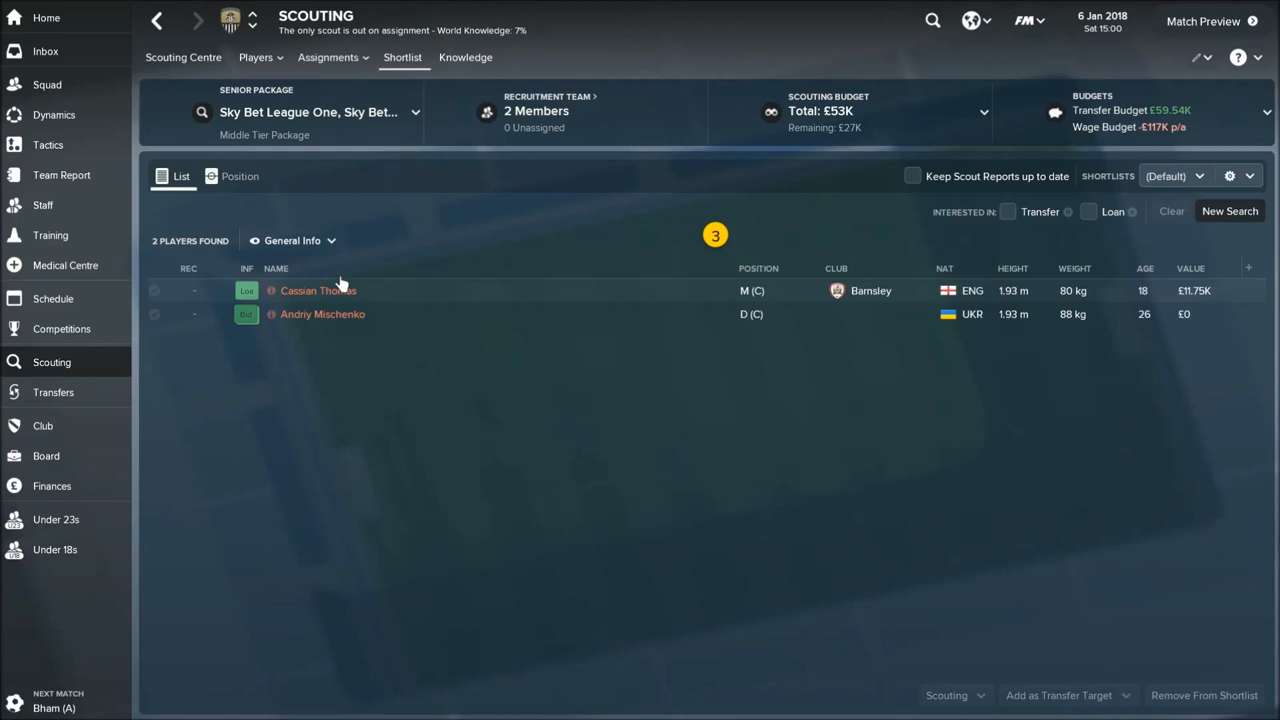 Home
SCOUTING
The only scout is out on assignment - World Knowledge: 7%
FM
6 Jan 2018
Sat 15:00
Match Preview
Inbox
Scouting Centre
Players
Assignments
Shortlist
Knowledge
?
Squad
Dynamics
Tactics
Team Report
Staff
Training
Medical Centre
Schedule
Competitions
Scouting
Transfers
Club
Board
Finances
U23
Under 23s
U18
Under 18s
NEXT MATCH
Bham (A)
SENIOR PACKAGE
Sky Bet League One, Sky Bet...
Middle Tier Package
RECRUITMENT TEAM >
2 Members
0 Unassigned
SCOUTING BUDGET
Total: £53K
Remaining: £27K
BUDGETS
Transfer Budget £59.54K
Wage Budget -£117K p/a
List
Position
Keep Scout Reports up to date
SHORTLISTS
(Default)
INTERESTED IN:
Transfer
Loan
Clear
New Search
2 PLAYERS FOUND
General Info
3
REC INF NAME POSITION CLUB NAT HEIGHT WEIGHT AGE VALUE +
- Loa Cassian Thomas M (C) Barnsley ENG 1.93 m 80 kg 18 £11.75K
- Bid Andriy Mischenko D (C) UKR 1.93 m 88 kg 26 £0
Scouting
Add as Transfer Target
Remove From Shortlist